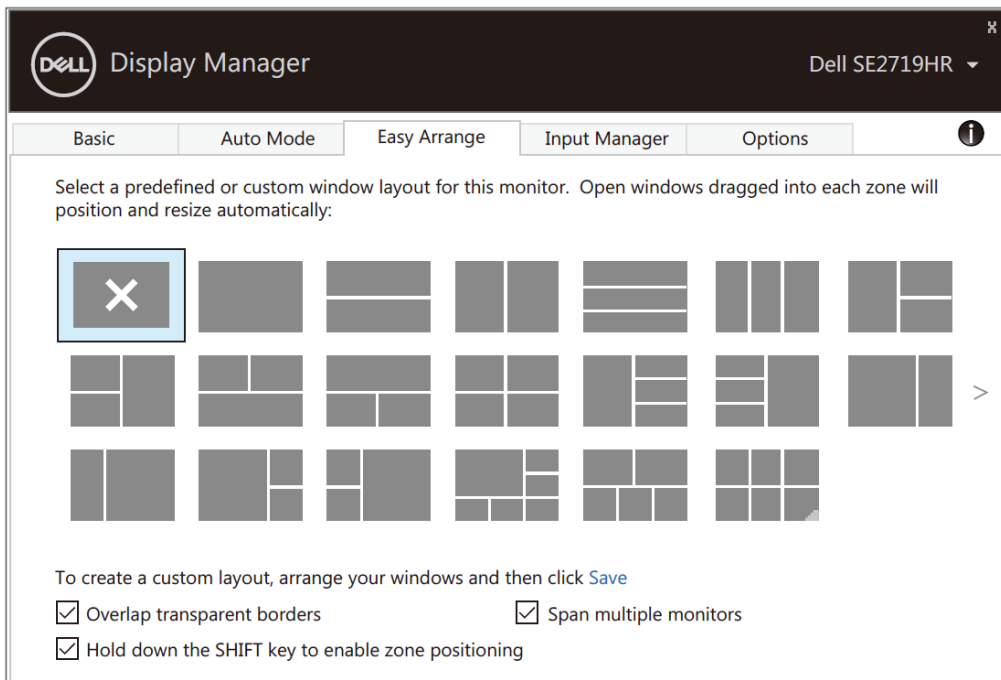 DELL Display Manager
Dell SE2719HR
Basic Auto Mode Easy Arrange Input Manager Options i
Select a predefined or custom window layout for this monitor. Open windows dragged into each zone will
position and resize automatically:
>
To create a custom layout, arrange your windows and then click Save
Overlap transparent borders Span multiple monitors
Hold down the SHIFT key to enable zone positioning